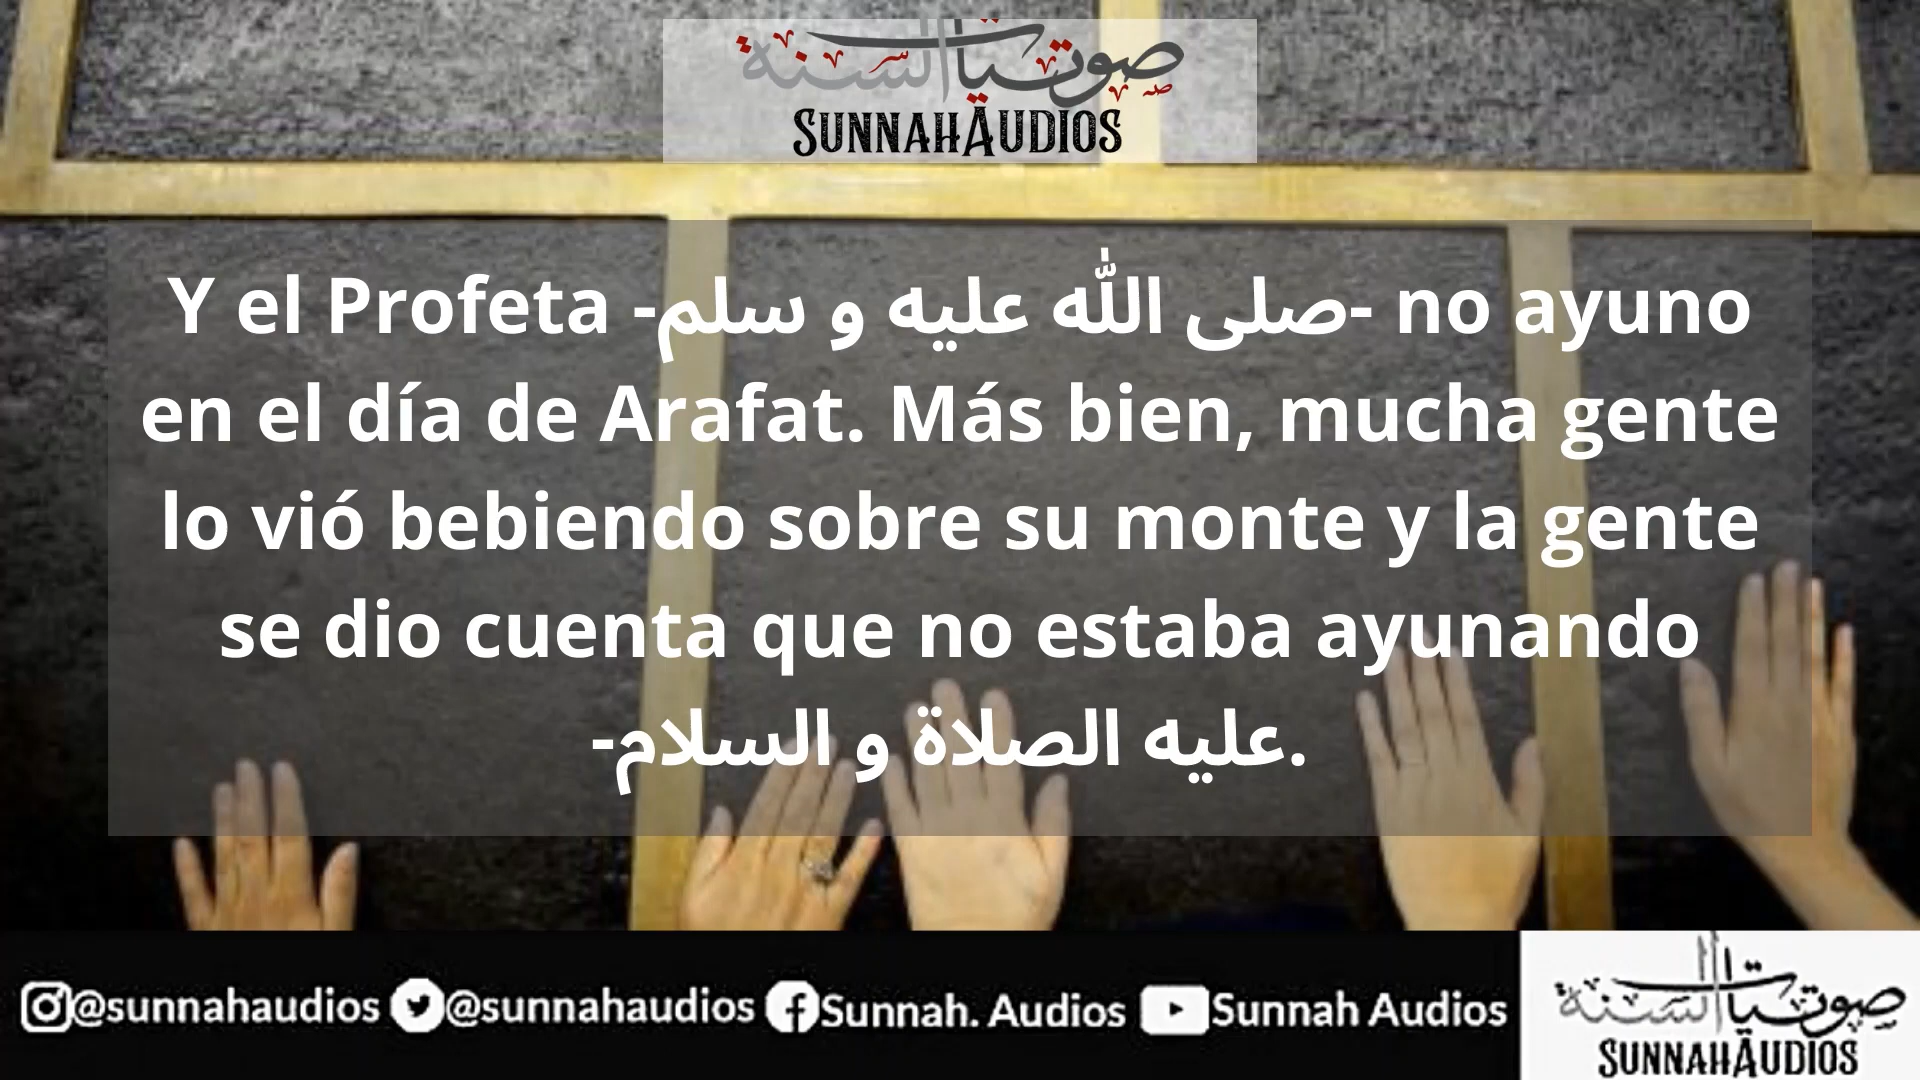 صوتيات السنة
SUNNAHAUDIOS
Y el Profeta -صلى الله عليه و سلم- no ayuno
en el día de Arafat. Más bien, mucha gente
lo vió bebiendo sobre su monte y la gente
se dio cuenta que no estaba ayunando
-عليه الصلاة و السلام.
@sunnahaudios @sunnahaudios Sunnah. Audios Sunnah Audios
صوتيات السنة
SUNNAHAUDIOS